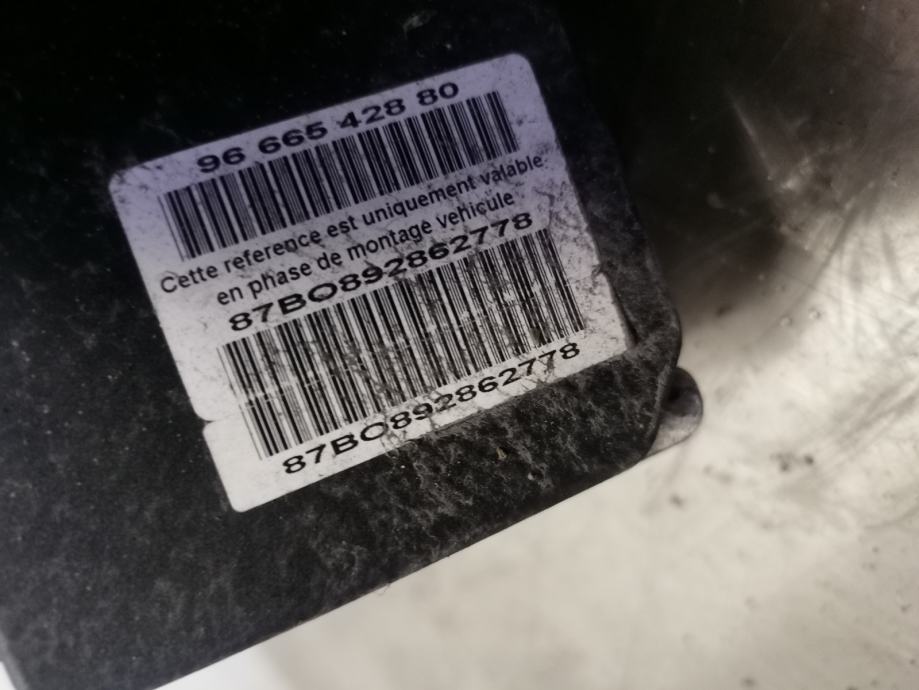 96 665 428 80
Cette reference est uniquement valable
en phase de montage vehicule
87BO892862778
87BO892862778